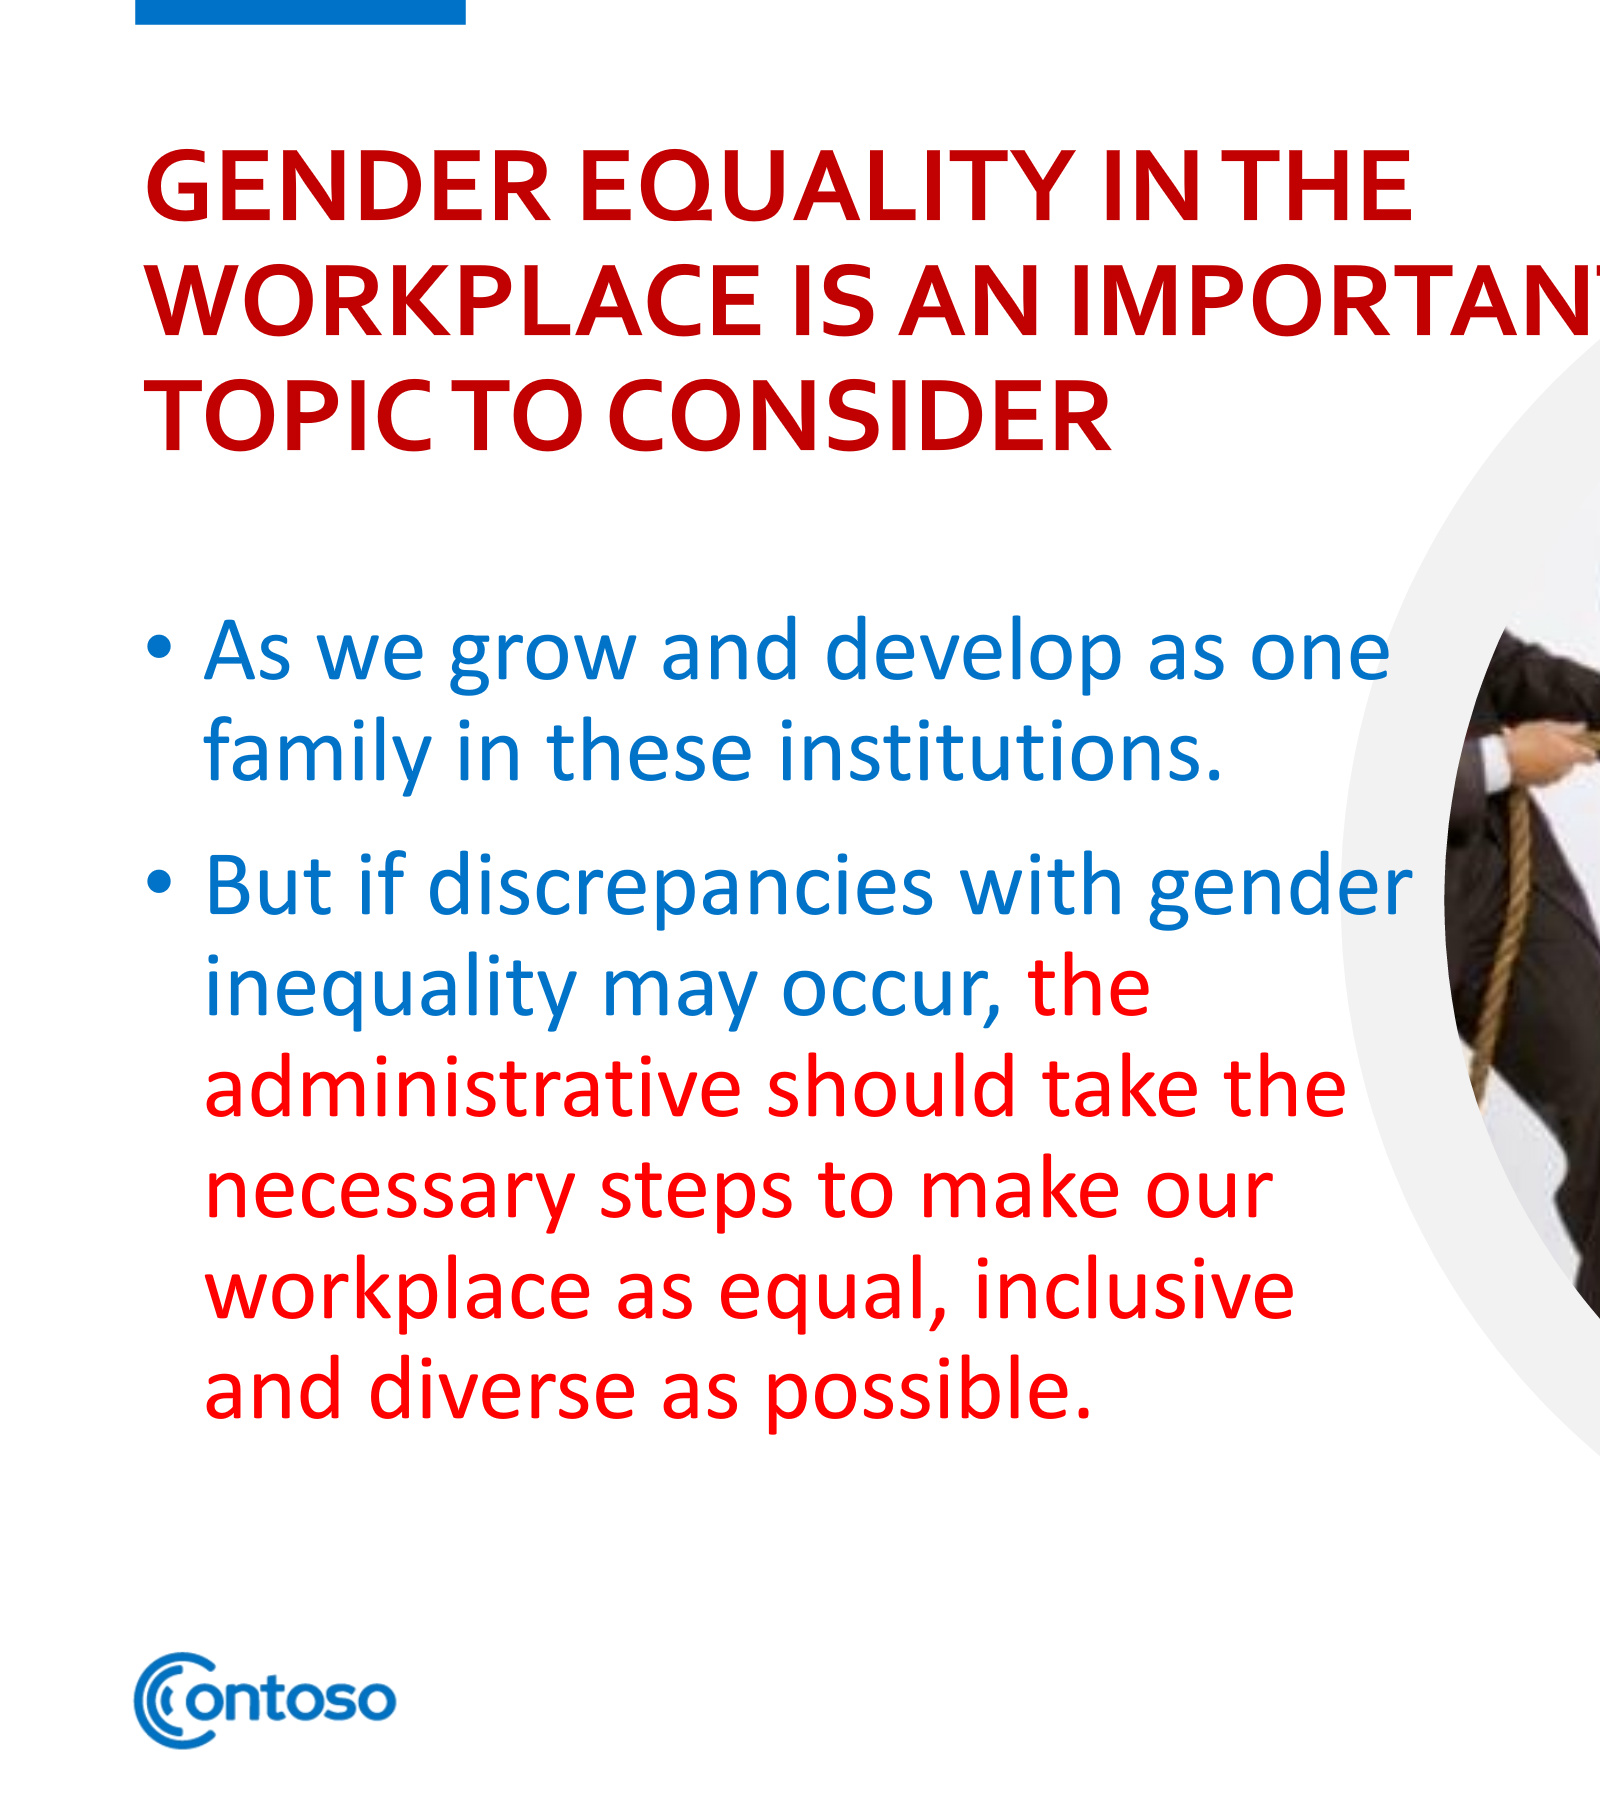 GENDER EQUALITY IN THE
WORKPLACE IS AN IMPORTANT
TOPIC TO CONSIDER
• As we grow and develop as one
family in these institutions.
• But if discrepancies with gender
inequality may occur, the
administrative should take the
necessary steps to make our
workplace as equal, inclusive
and diverse as possible.
Contoso